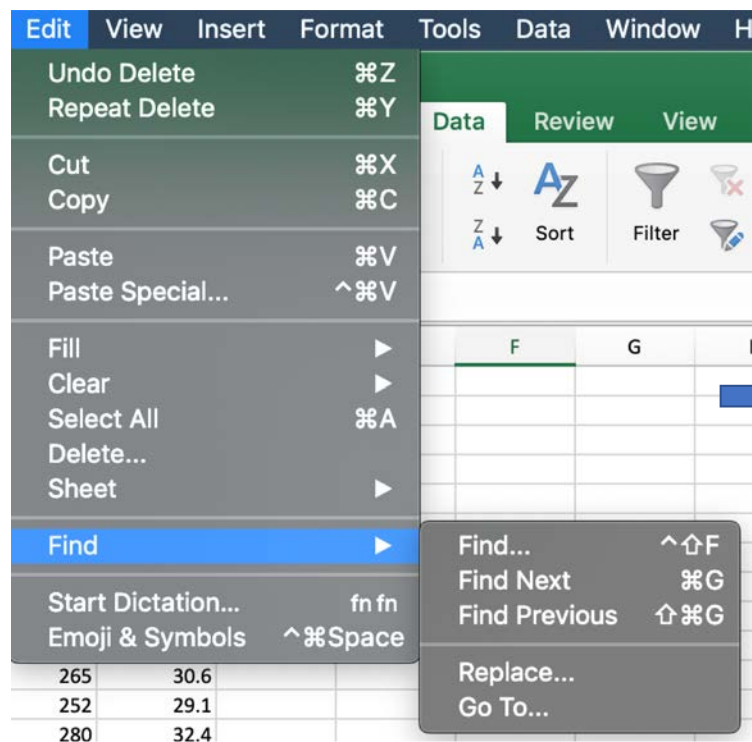 Edit View Insert Format Tools Data Window H
Undo Delete ⌘Z
Repeat Delete ⌘Y
Data Review View
Cut ⌘X
Copy ⌘C
A Z
Z A
AZ
Sort Filter
Paste ⌘V
Paste Special... ^⌘V
Fill ▶
F G
Clear ▶
Select All ⌘A
Delete...
Sheet ▶
Find ▶
Find... ^⇧F
Find Next ⌘G
Find Previous ⇧⌘G
Start Dictation... fn fn
Emoji & Symbols ^⌘Space
Replace...
Go To...
265 30.6
252 29.1
280 32.4